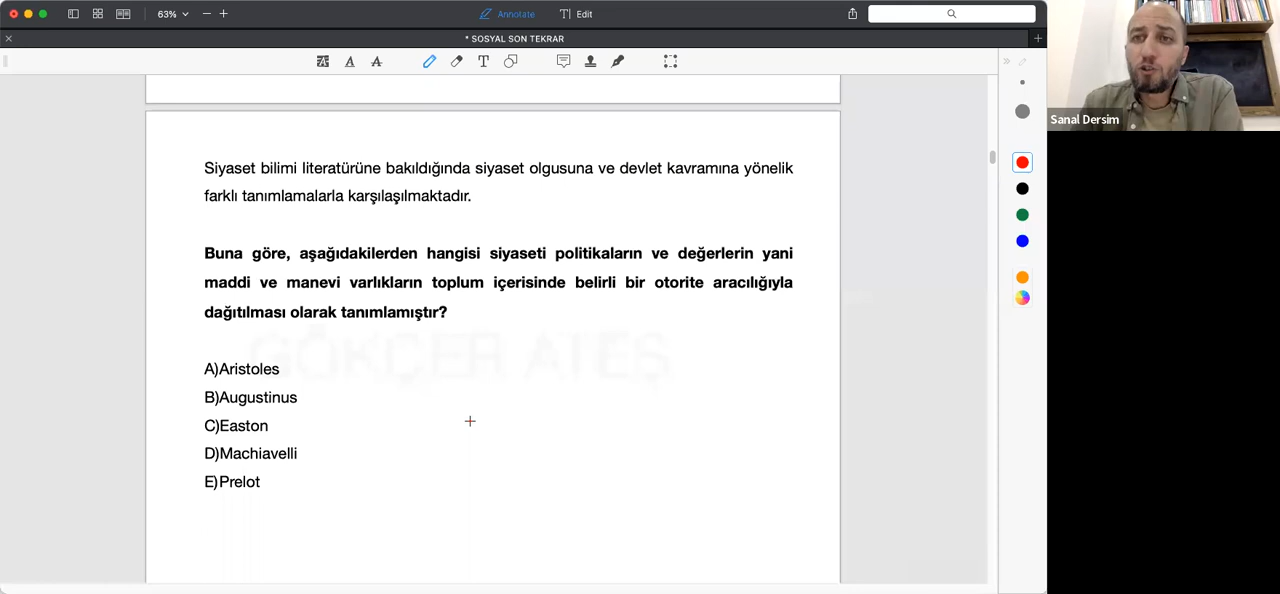 63%
Annotate
Edit
* SOSYAL SON TEKRAR
Sanal Dersim
Siyaset bilimi literatürüne bakıldığında siyaset olgusuna ve devlet kavramına yönelik
farklı tanımlamalarla karşılaşılmaktadır.
Buna göre, aşağıdakilerden hangisi siyaseti politikaların ve değerlerin yani
maddi ve manevi varlıkların toplum içerisinde belirli bir otorite aracılığıyla
dağıtılması olarak tanımlamıştır?
GÖKÇER ATEŞ
A)Aristoles
B)Augustinus
C)Easton
D)Machiavelli
E)Prelot